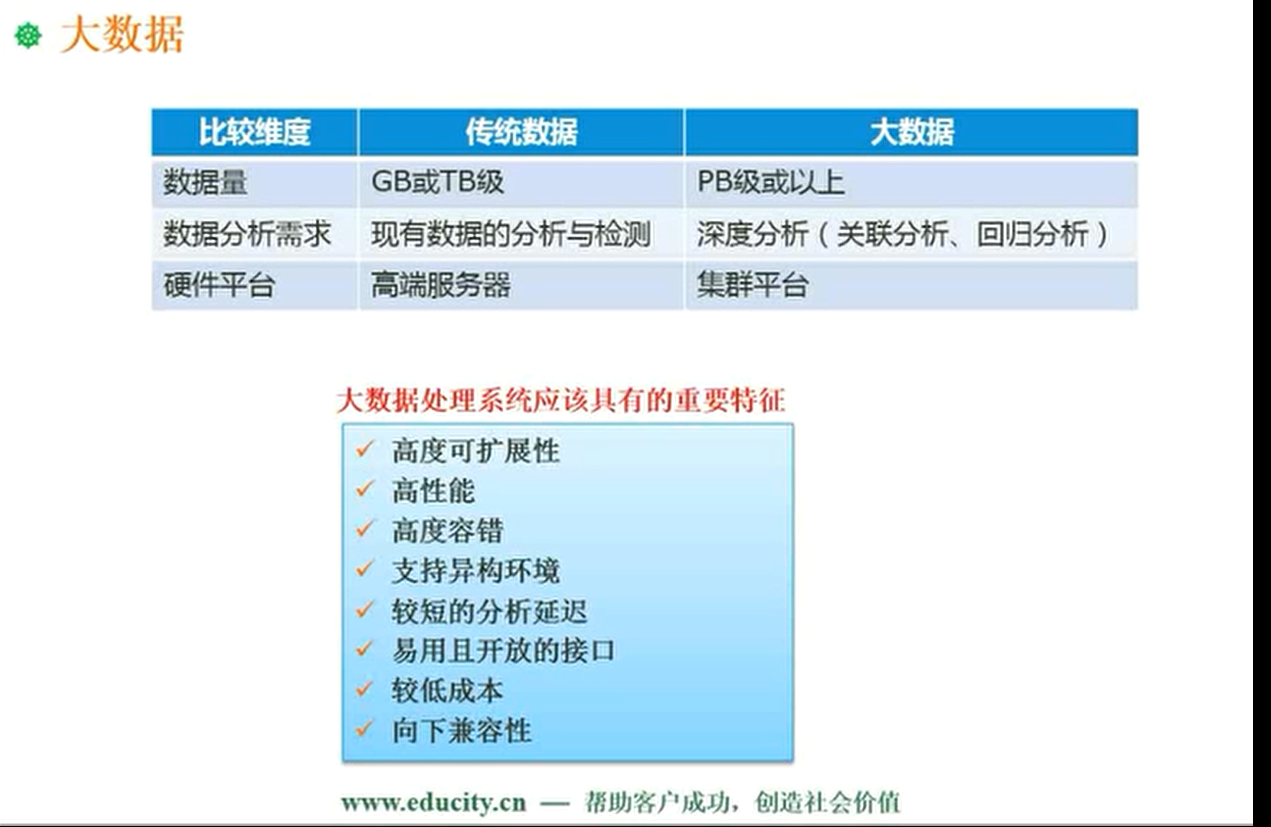 大数据
比较维度 传统数据 大数据
数据量 GB或TB级 PB级或以上
数据分析需求 现有数据的分析与检测 深度分析（关联分析、回归分析）
硬件平台 高端服务器 集群平台
大数据处理系统应该具有的重要特征
✓ 高度可扩展性
✓ 高性能
✓ 高度容错
✓ 支持异构环境
✓ 较短的分析延迟
✓ 易用且开放的接口
✓ 较低成本
✓ 向下兼容性
www.educity.cn — 帮助客户成功，创造社会价值